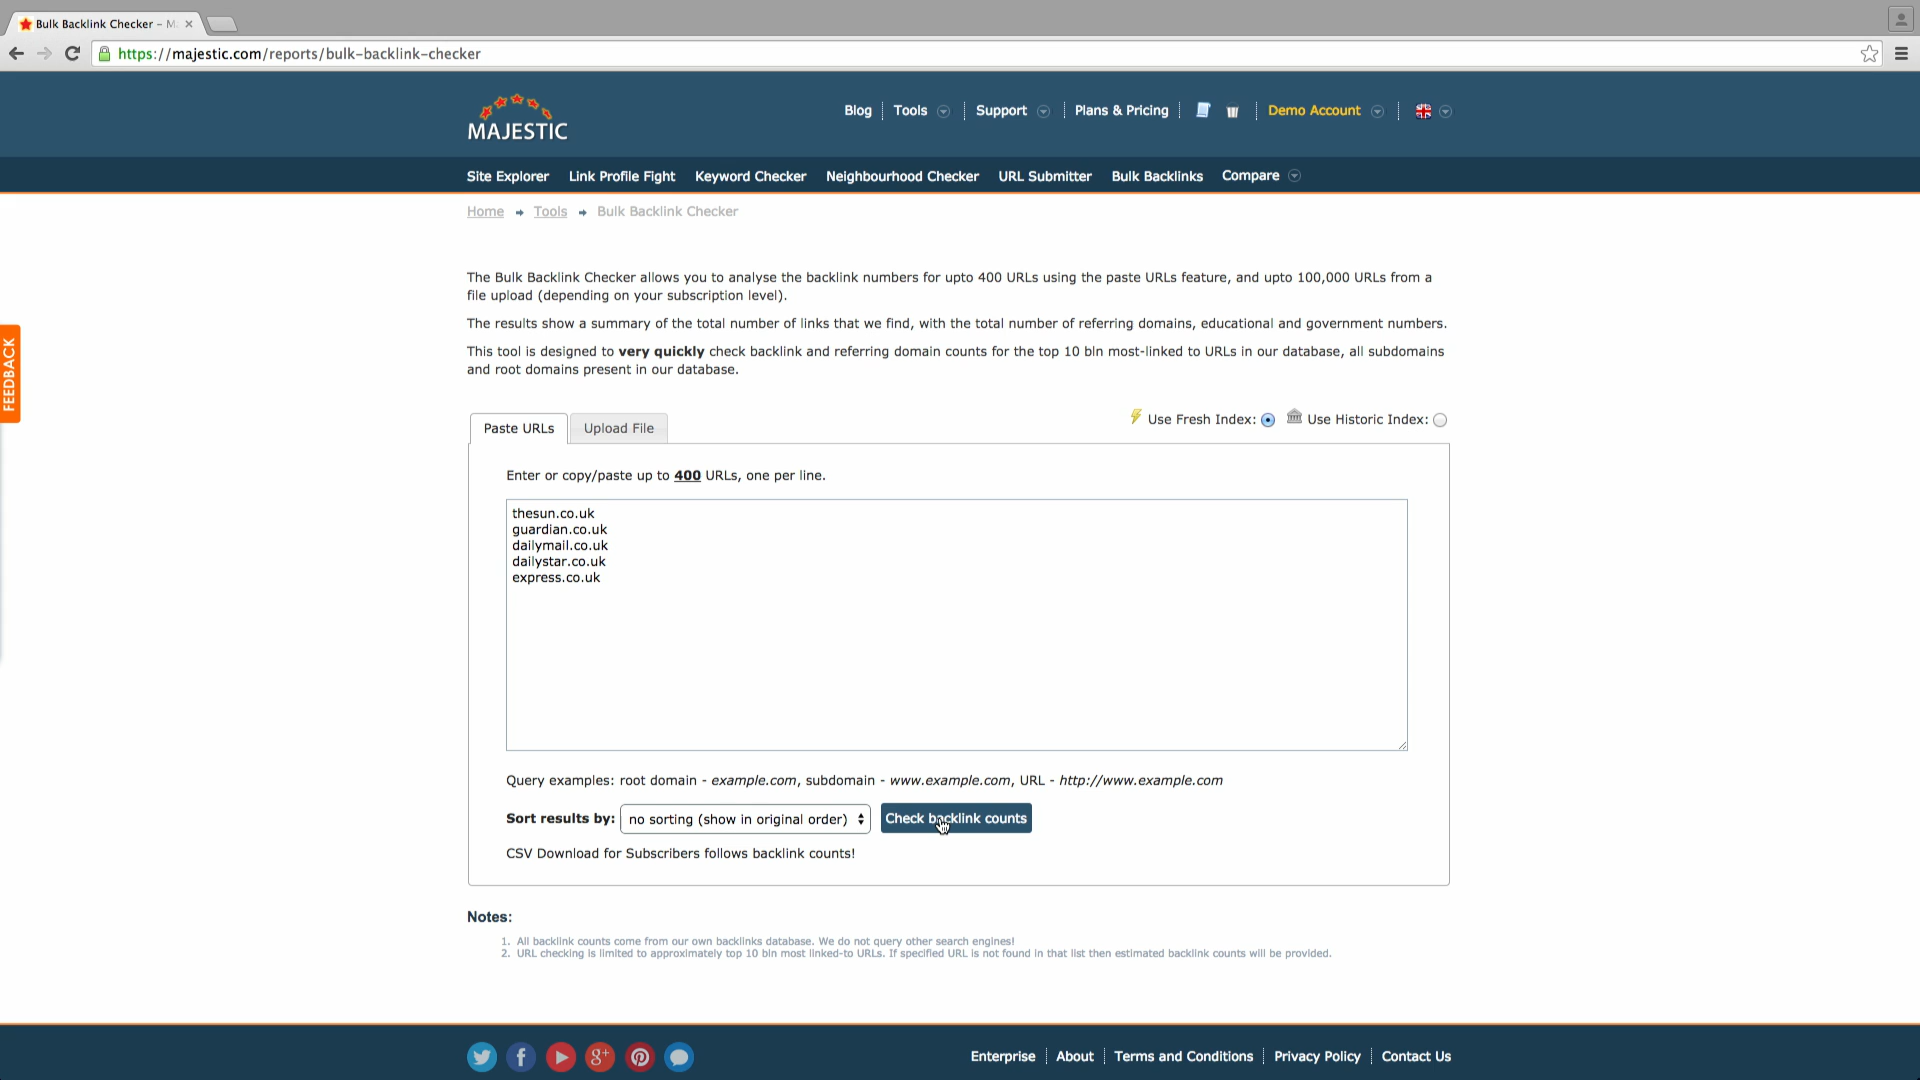 Bulk Backlink Checker – M
https://majestic.com/reports/bulk-backlink-checker
MAJESTIC
Blog Tools Support Plans & Pricing Demo Account
Site Explorer Link Profile Fight Keyword Checker Neighbourhood Checker URL Submitter Bulk Backlinks Compare
Home Tools Bulk Backlink Checker
The Bulk Backlink Checker allows you to analyse the backlink numbers for upto 400 URLs using the paste URLs feature, and upto 100,000 URLs from a
file upload (depending on your subscription level).
The results show a summary of the total number of links that we find, with the total number of referring domains, educational and government numbers.
This tool is designed to very quickly check backlink and referring domain counts for the top 10 bln most-linked to URLs in our database, all subdomains
and root domains present in our database.
FEEDBACK
Paste URLs Upload File Use Fresh Index: Use Historic Index:
Enter or copy/paste up to 400 URLs, one per line.
thesun.co.uk
guardian.co.uk
dailymail.co.uk
dailystar.co.uk
express.co.uk
Query examples: root domain - example.com, subdomain - www.example.com, URL - http://www.example.com
Sort results by: no sorting (show in original order) Check backlink counts
CSV Download for Subscribers follows backlink counts!
Notes:
1. All backlink counts come from our own backlinks database. We do not query other search engines!
2. URL checking is limited to approximately top 10 bln most linked-to URLs. If specified URL is not found in that list then estimated backlink counts will be provided.
Enterprise About Terms and Conditions Privacy Policy Contact Us